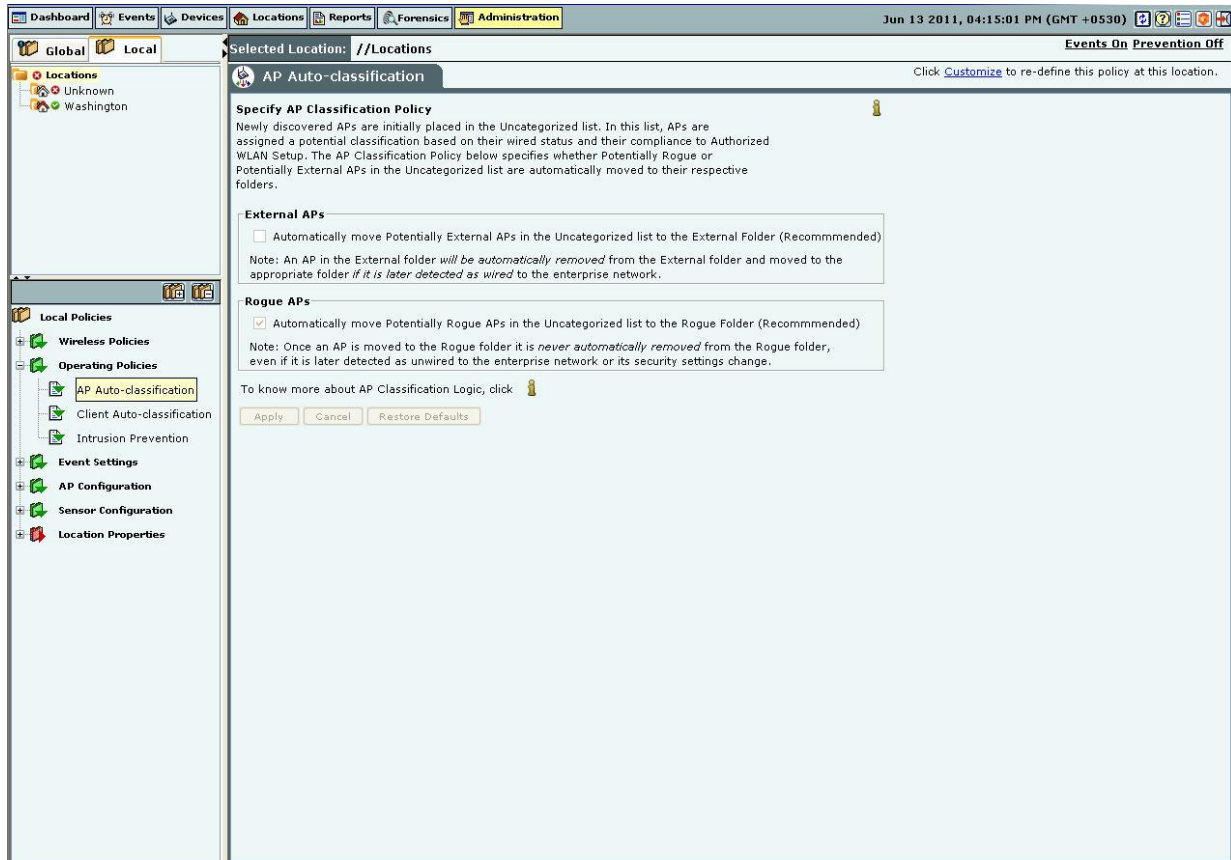 Dashboard Events Devices Locations Reports Forensics Administration Jun 13 2011, 04:15:01 PM (GMT +0530)
Global Local
Selected Location: //Locations
Events On Prevention Off
Locations
Unknown
Washington
AP Auto-classification
Click Customize to re-define this policy at this location.
Specify AP Classification Policy
Newly discovered APs are initially placed in the Uncategorized list. In this list, APs are
assigned a potential classification based on their wired status and their compliance to Authorized
WLAN Setup. The AP Classification Policy below specifies whether Potentially Rogue or
Potentially External APs in the Uncategorized list are automatically moved to their respective
folders.
External APs
Automatically move Potentially External APs in the Uncategorized list to the External Folder (Recommmended)
Note: An AP in the External folder will be automatically removed from the External folder and moved to the
appropriate folder if it is later detected as wired to the enterprise network.
Rogue APs
Automatically move Potentially Rogue APs in the Uncategorized list to the Rogue Folder (Recommmended)
Note: Once an AP is moved to the Rogue folder it is never automatically removed from the Rogue folder,
even if it is later detected as unwired to the enterprise network or its security settings change.
To know more about AP Classification Logic, click
Apply Cancel Restore Defaults
Local Policies
Wireless Policies
Operating Policies
AP Auto-classification
Client Auto-classification
Intrusion Prevention
Event Settings
AP Configuration
Sensor Configuration
Location Properties